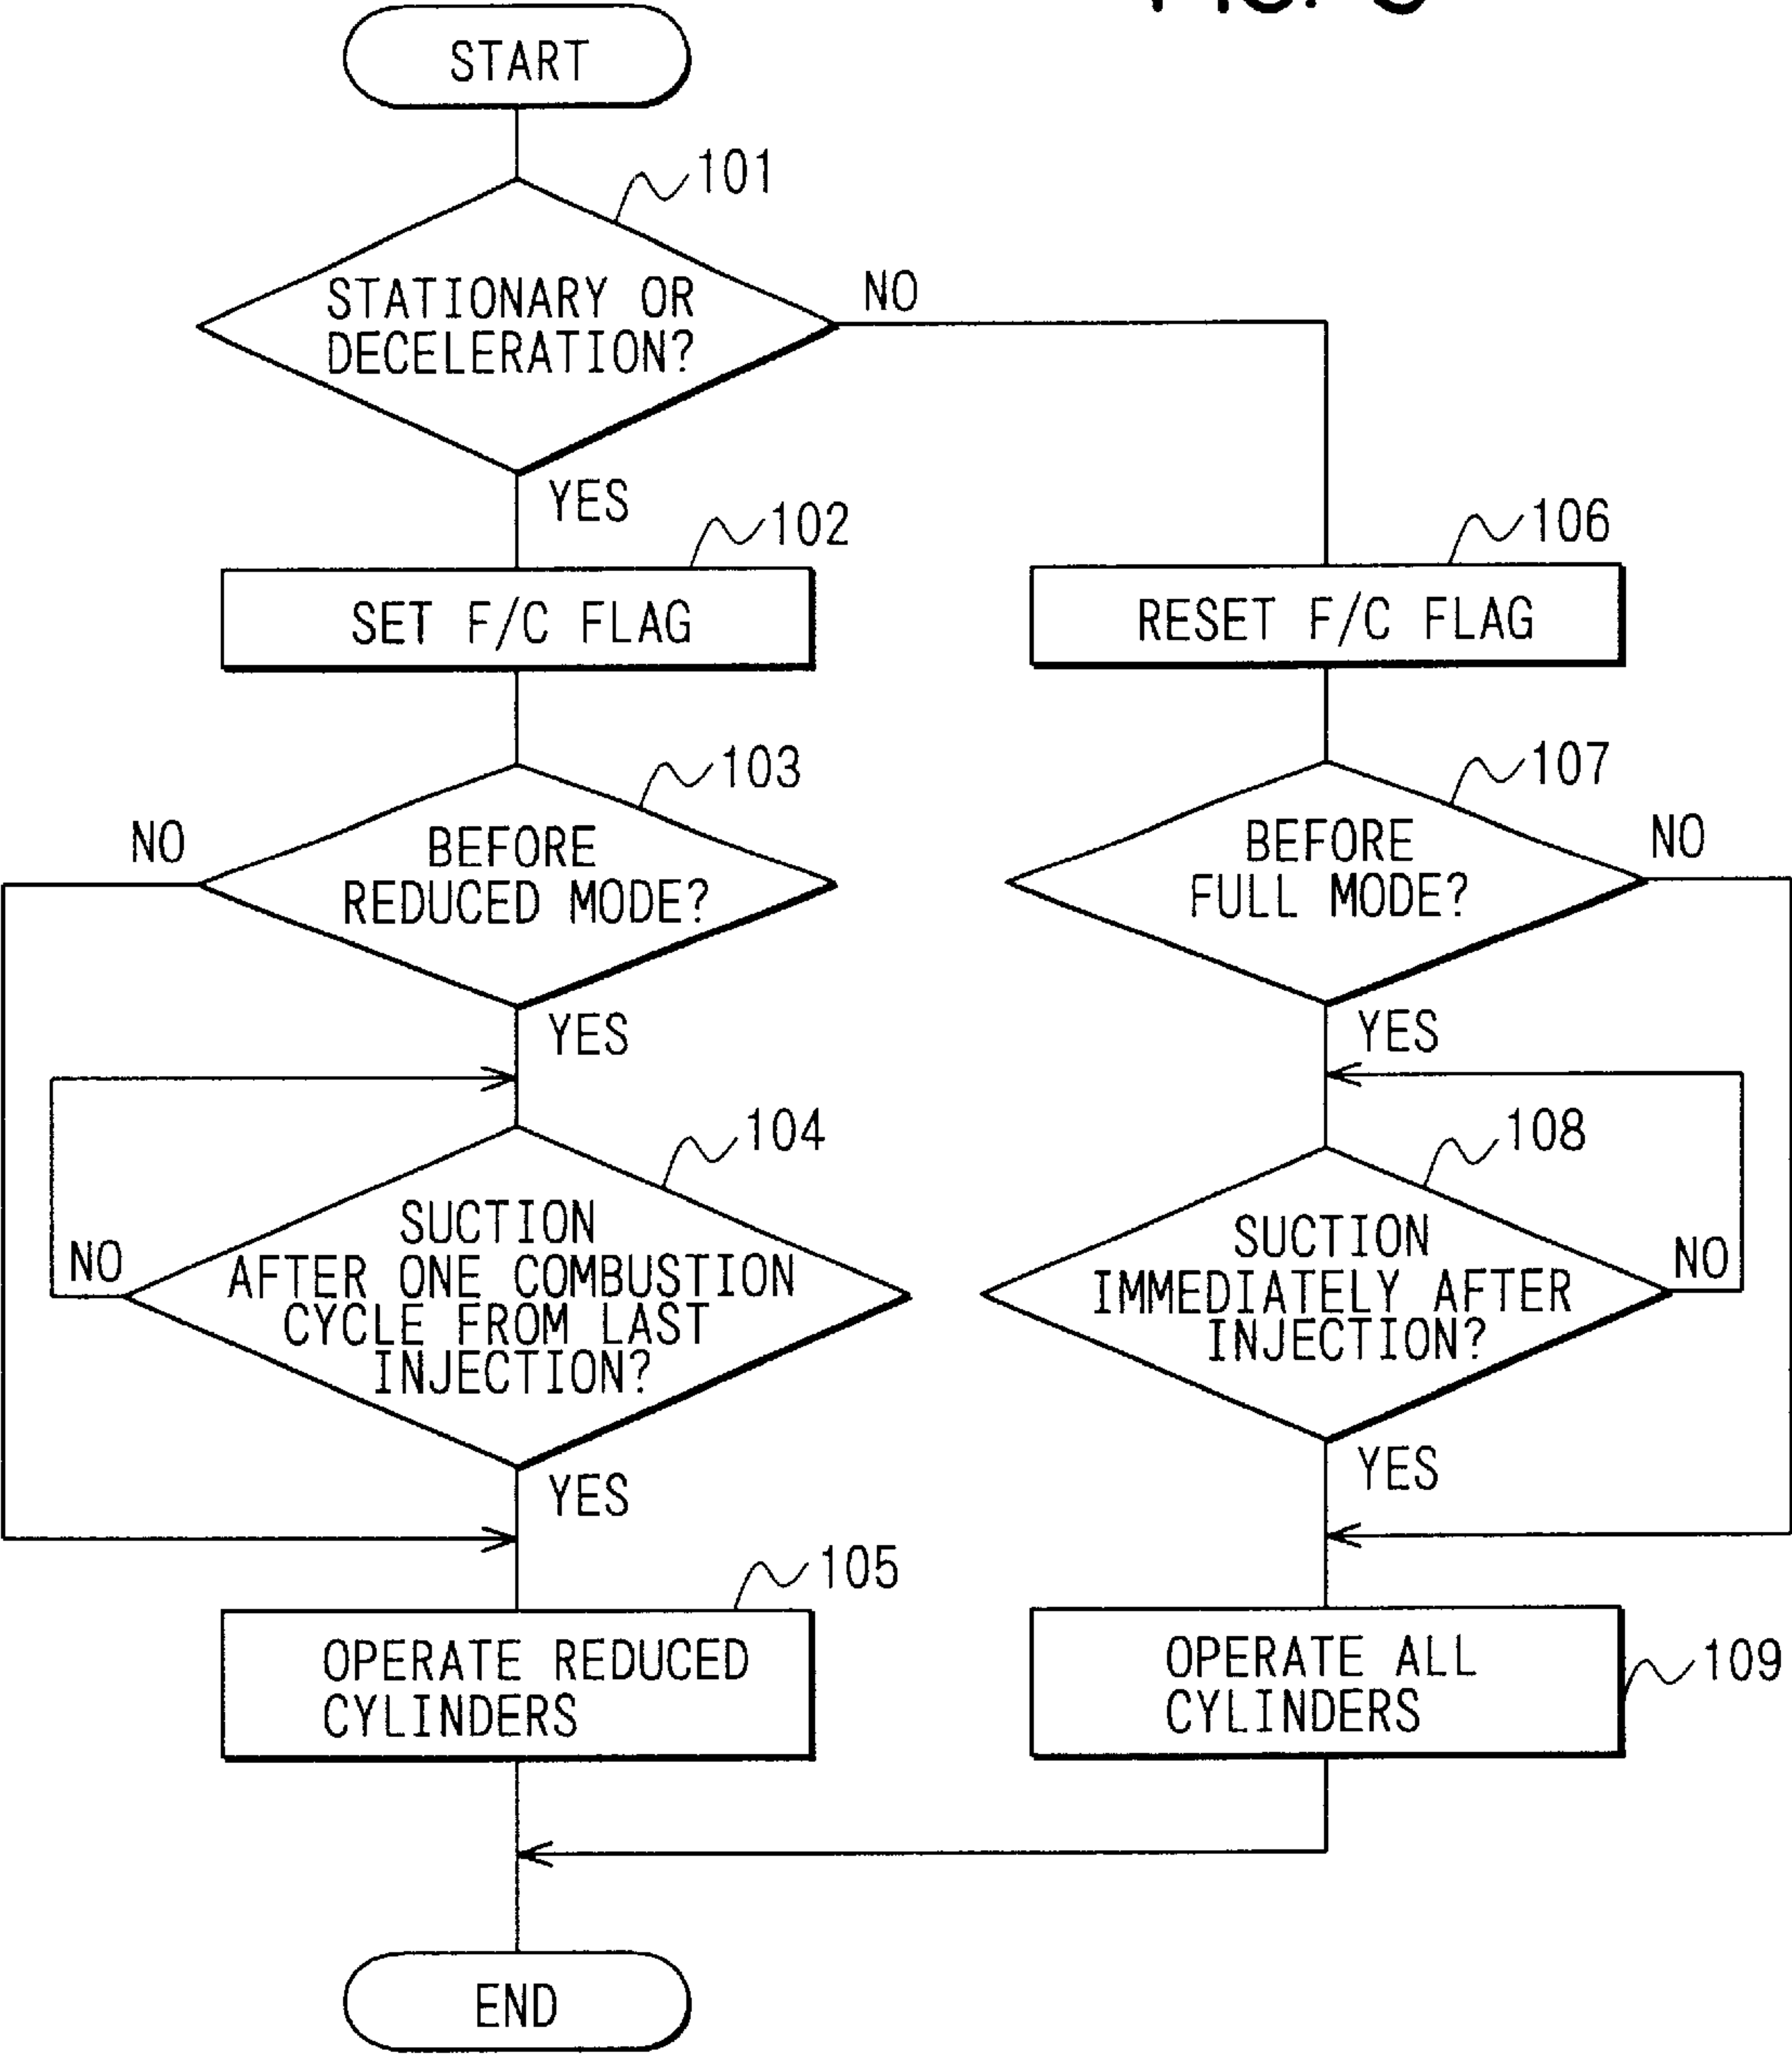 START
101
STATIONARY OR
DECELERATION?
NO
YES
102
SET F/C FLAG
106
RESET F/C FLAG
103
BEFORE
REDUCED MODE?
NO
YES
107
BEFORE
FULL MODE?
NO
YES
104
SUCTION
AFTER ONE COMBUSTION
CYCLE FROM LAST
INJECTION?
NO
YES
108
SUCTION
IMMEDIATELY AFTER
INJECTION?
NO
YES
105
OPERATE REDUCED
CYLINDERS
OPERATE ALL
CYLINDERS
109
END